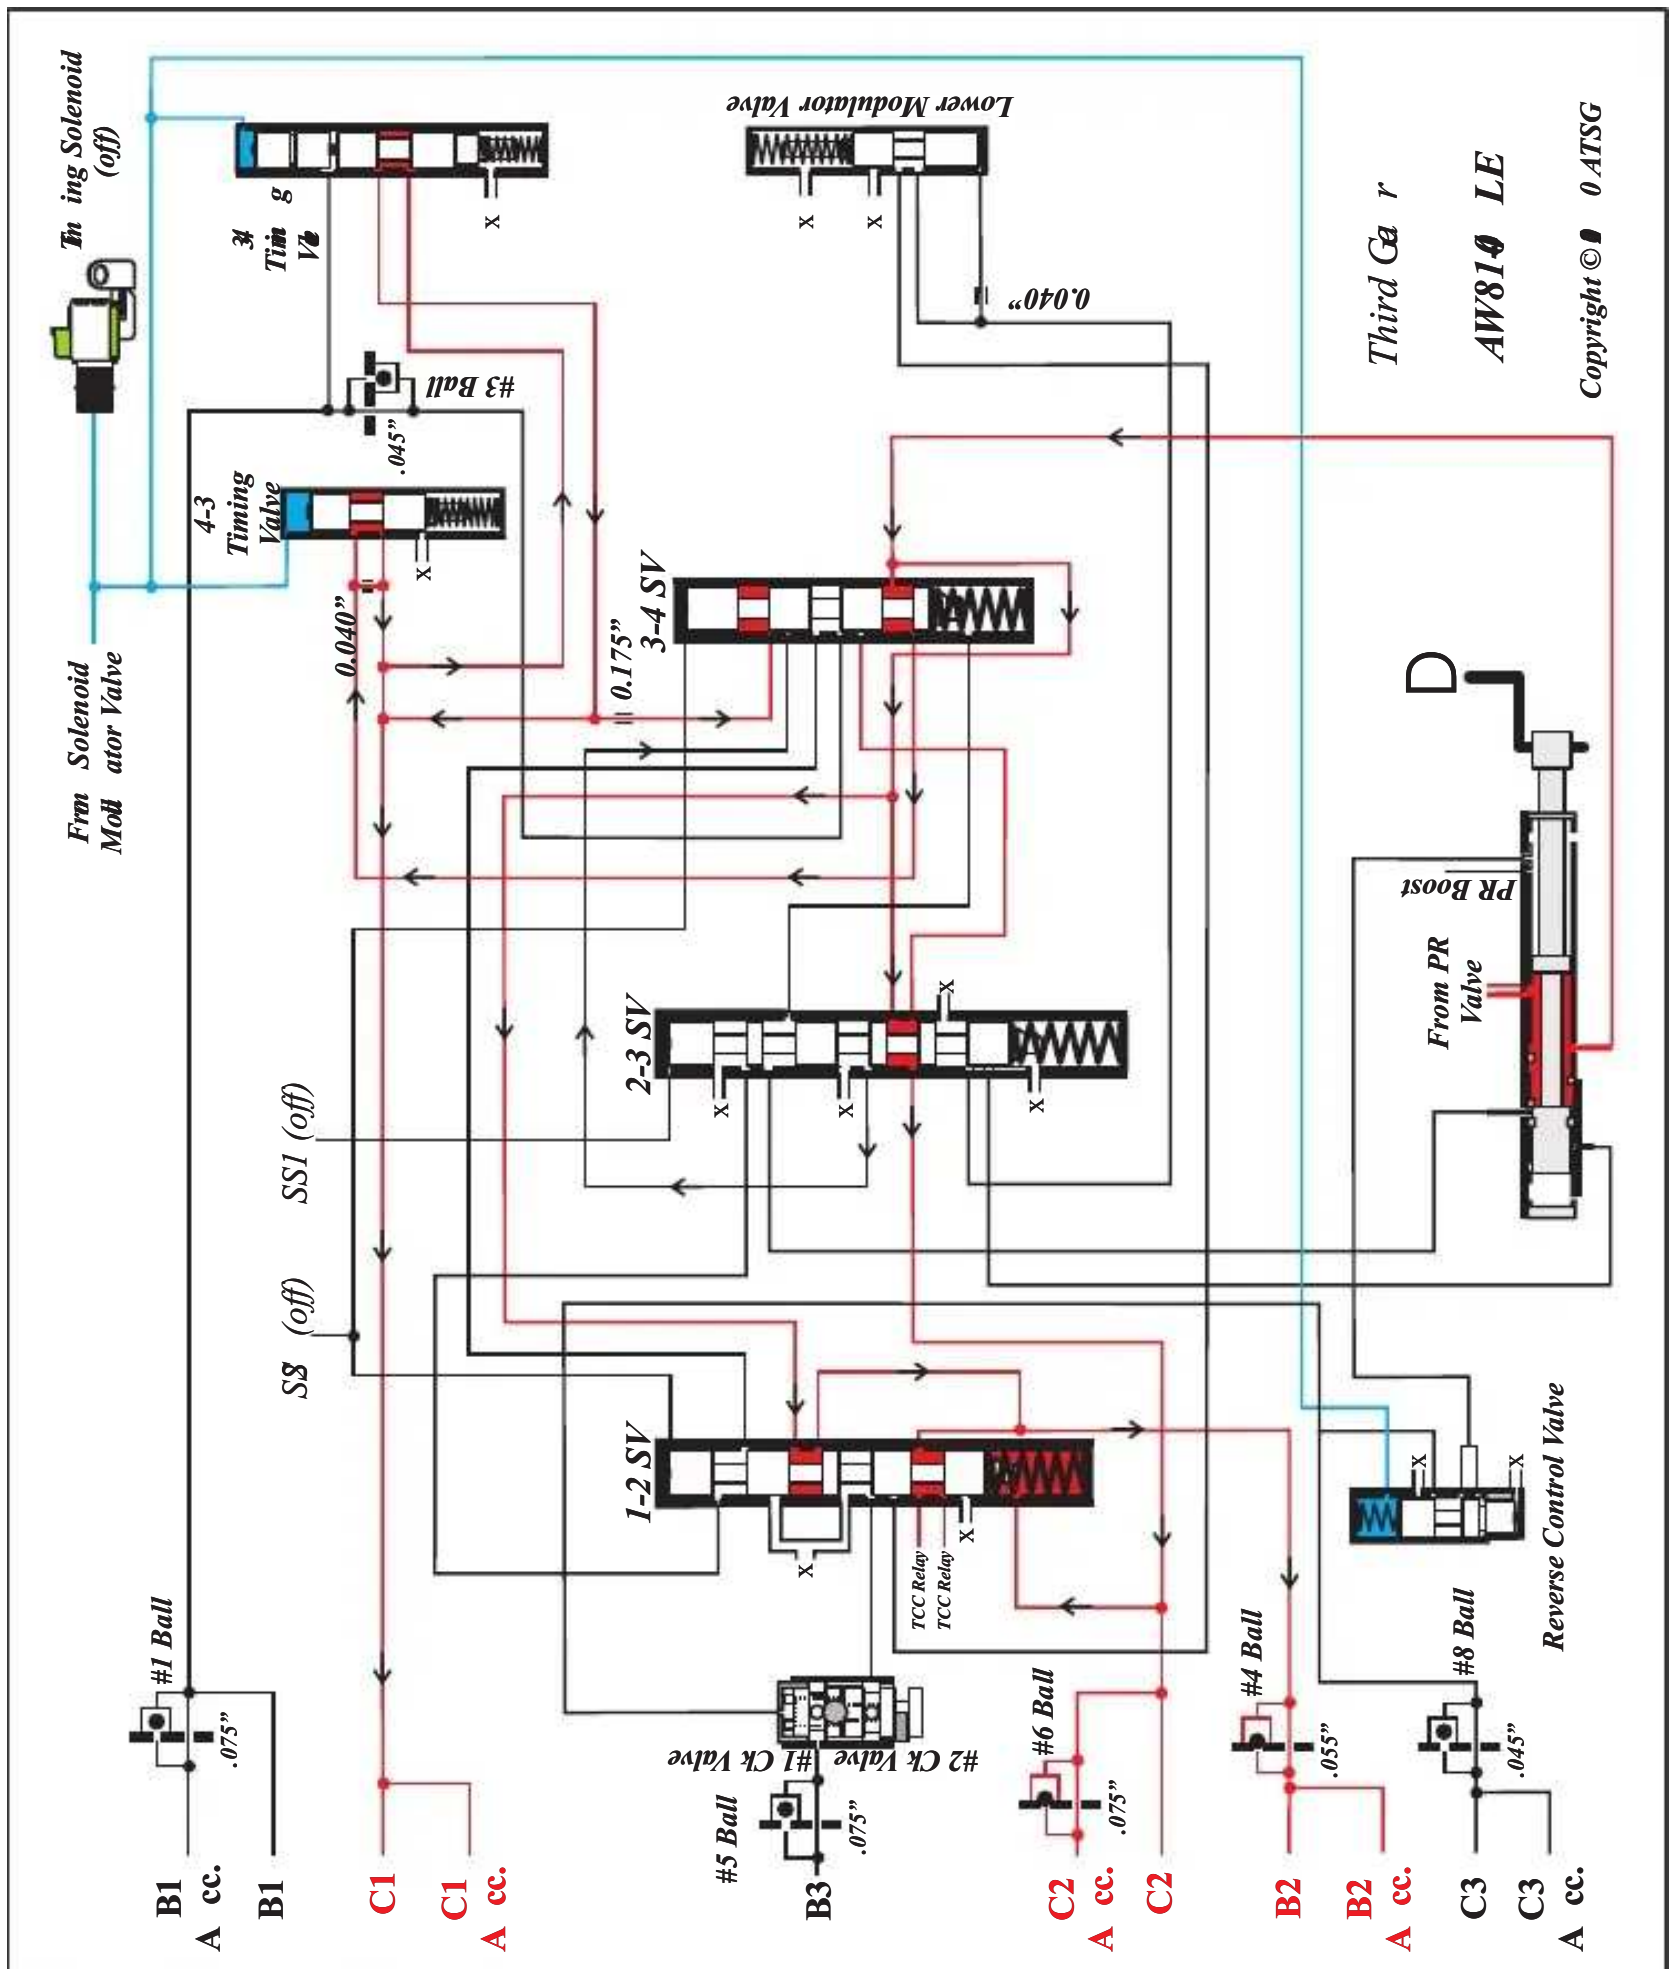 (off)
Lower Modulator Valve
x
x
x
0.040”
#3 Ball
.045”
4-3
Timing
Valve
x
0.040”
0.175”
3-4 SV
Solenoid
Valve
Third
Copyright ©
ATSG
D
PR Boost
From PR
Valve
2-3 SV
x
x
x
x
SS1 (off)
(off)
1-2 SV
x
x
TCC Relay
TCC Relay
x
x
Reverse Control Valve
#1 Ball
.075”
#1 Ck Valve
#2 Ck Valve
#5 Ball
.075”
#6 Ball
.075”
#4 Ball
.055”
#8 Ball
.045”
B1
A cc.
B1
C1
C1
A cc.
B3
C2
A cc.
C2
B2
B2
A cc.
C3
C3
A cc.